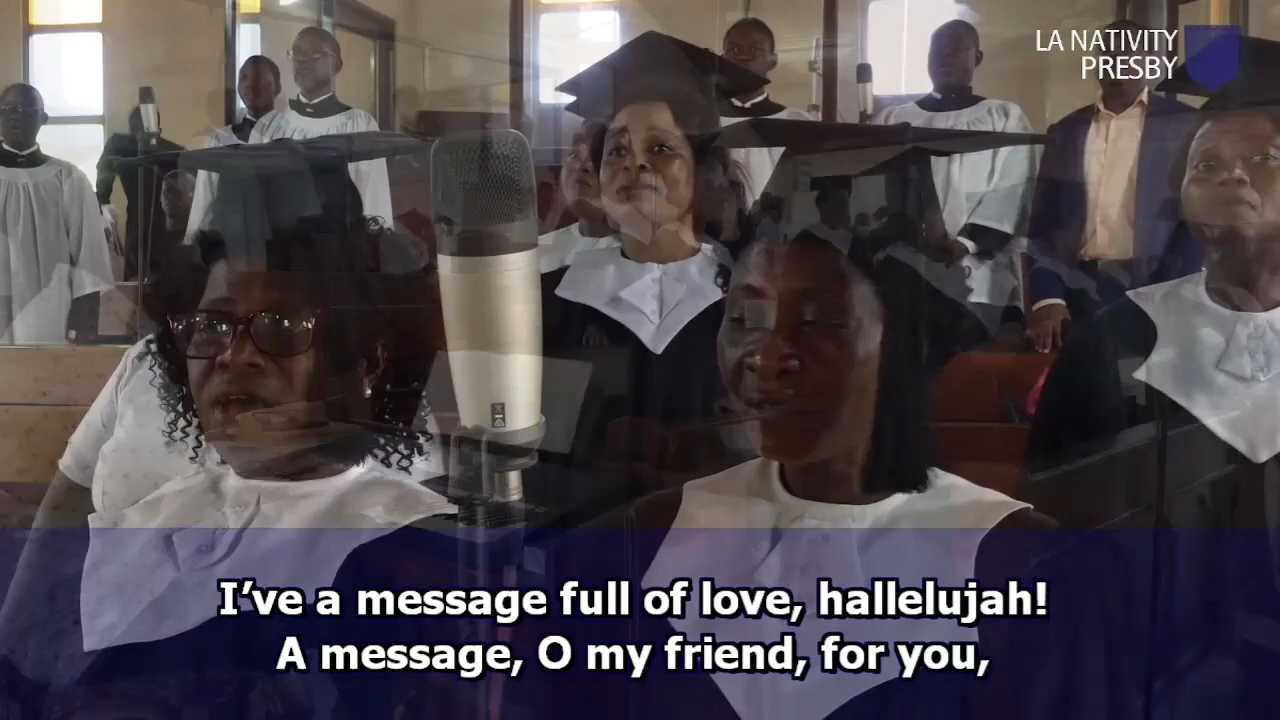 LA NATIVITY
PRESBY
I've a message full of love, hallelujah!
A message, O my friend, for you,